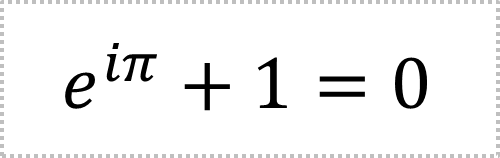 e^{iπ} + 1 = 0